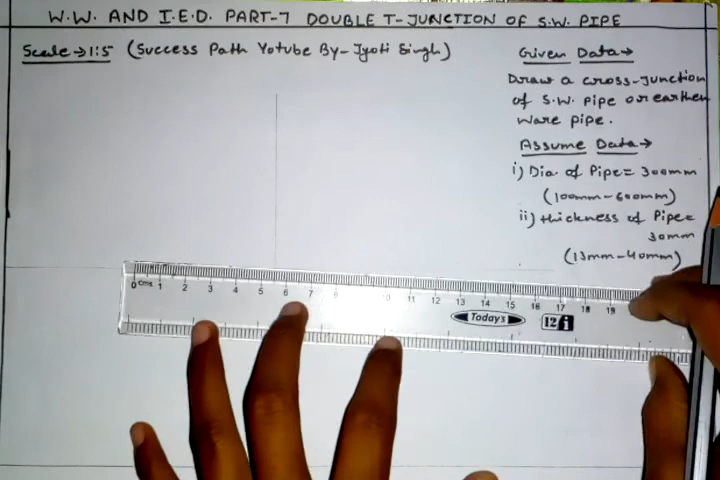 W.W. AND I.E.D. PART-7 DOUBLE T-JUNCTION OF S.W. PIPE
Scale→1:5 (Success Path Yotube By-Jyoti Singh)
Given Data→
Draw a cross-junction
of S.W. pipe or earthen
ware pipe.
Assume Data→
i) Dia. of Pipe= 300mm
(100mm-600mm)
ii) thickness of Pipe=
30mm
(13mm-40mm)
0 cms 1 2 3 4 5 6 7 8 10 11 12 13 14 15 16 17 18 19
Today's 12 i